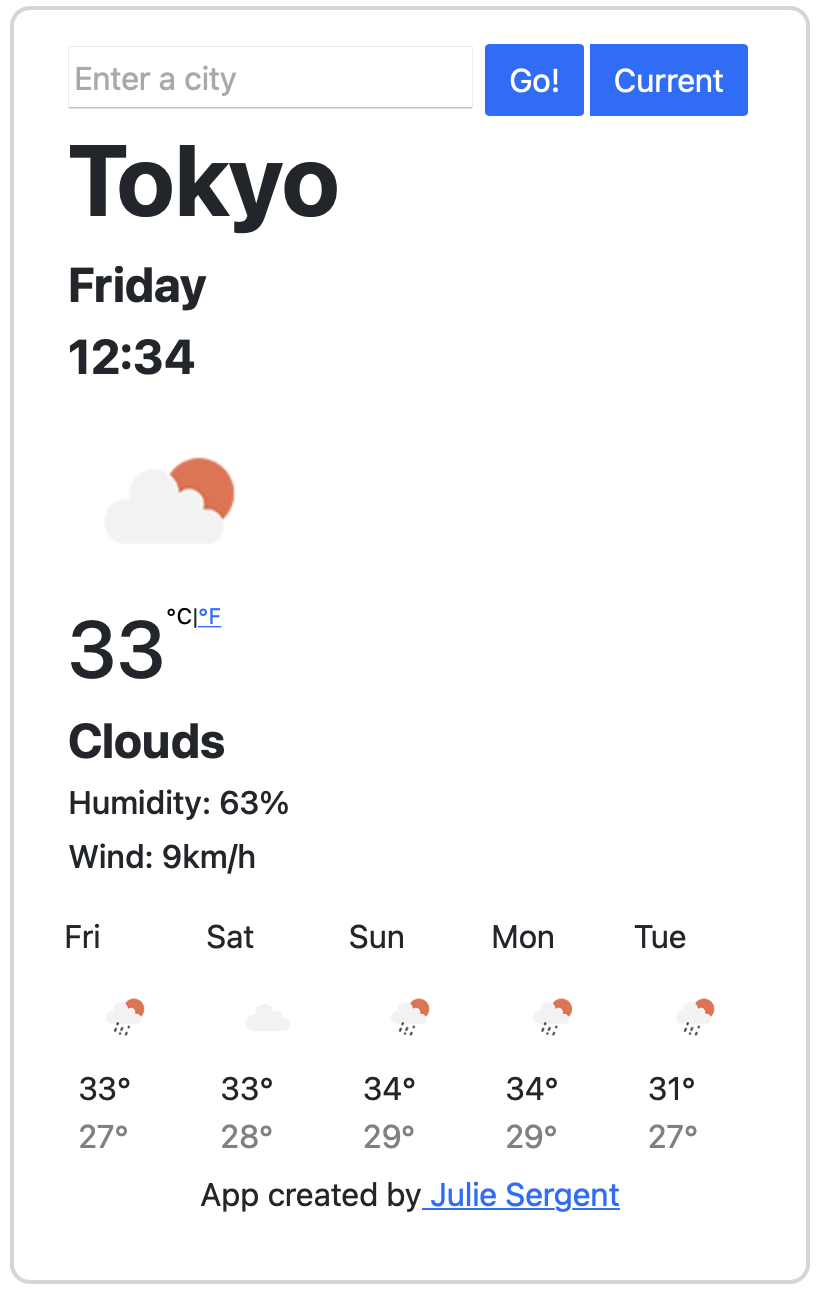 Enter a city Go! Current
Tokyo
Friday
12:34
33 °C|°F
Clouds
Humidity: 63%
Wind: 9km/h
Fri Sat Sun Mon Tue
33° 33° 34° 34° 31°
27° 28° 29° 29° 27°
App created by Julie Sergent